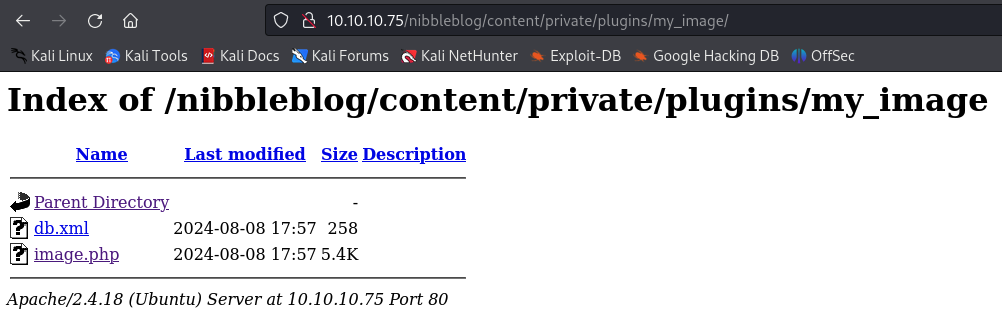 10.10.10.75/nibbleblog/content/private/plugins/my_image/
Kali Linux Kali Tools Kali Docs Kali Forums Kali NetHunter Exploit-DB Google Hacking DB OffSec
Index of /nibbleblog/content/private/plugins/my_image
Name Last modified Size Description
Parent Directory -
db.xml 2024-08-08 17:57 258
image.php 2024-08-08 17:57 5.4K
Apache/2.4.18 (Ubuntu) Server at 10.10.10.75 Port 80